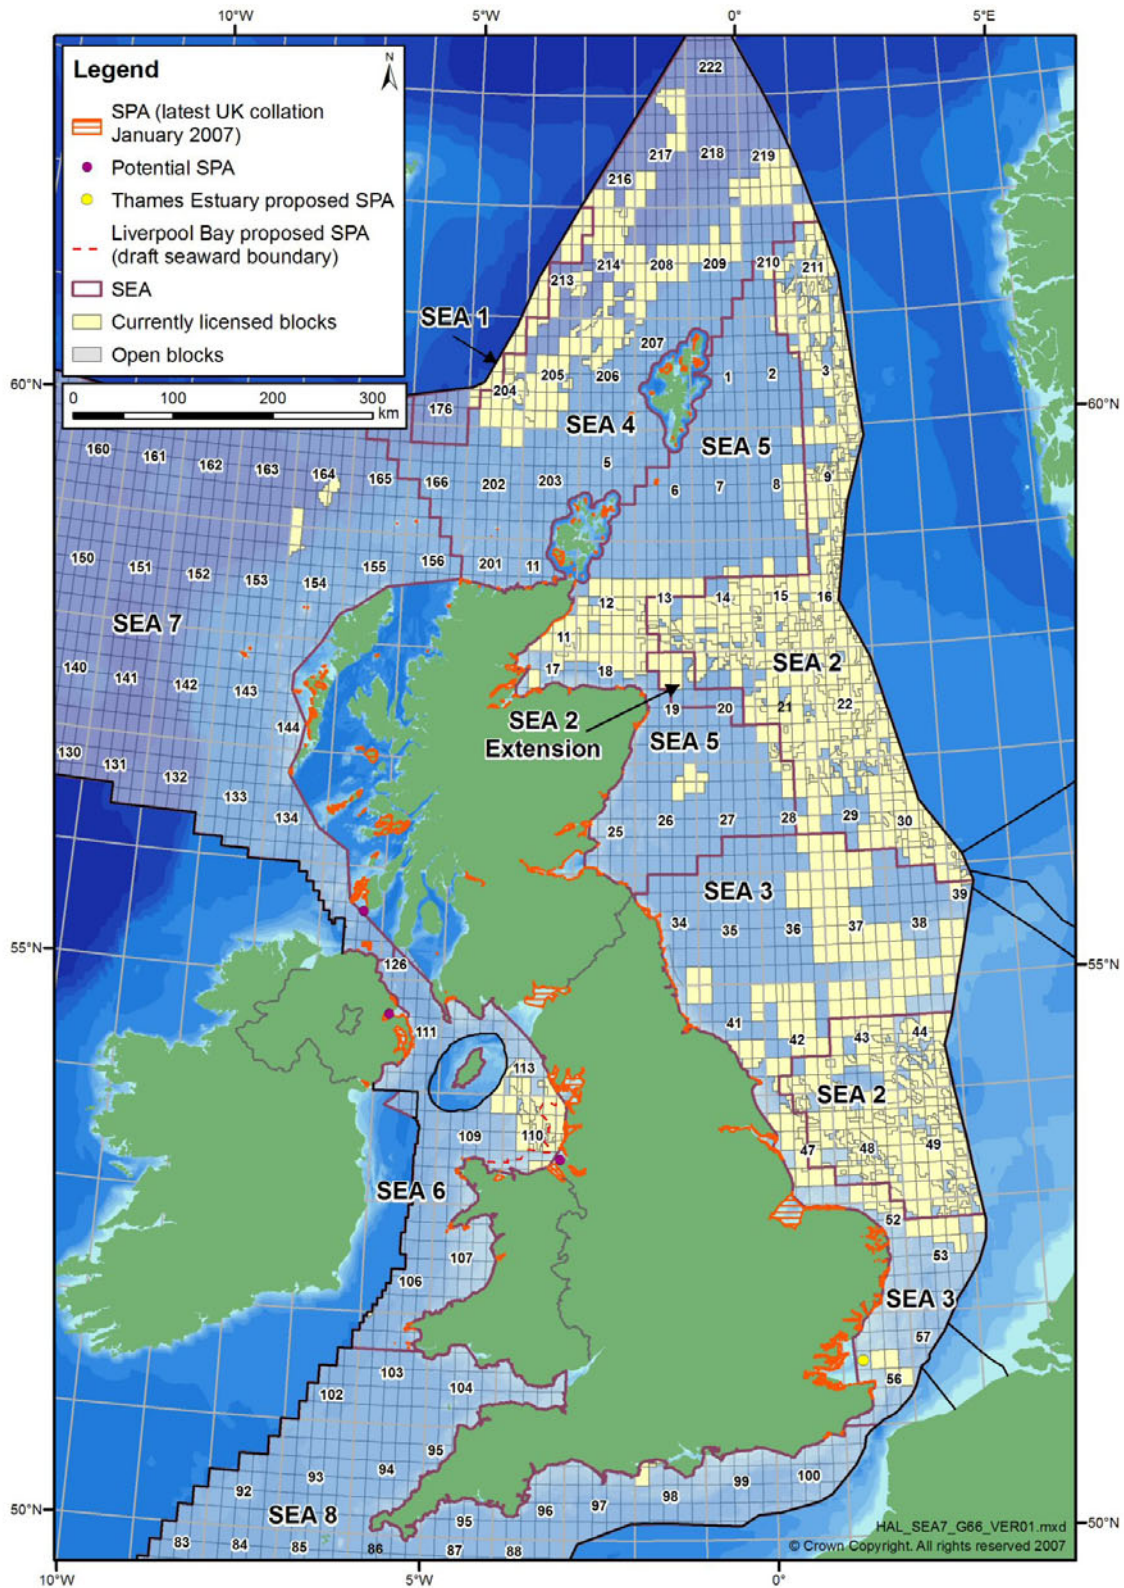 10°W 5°W 0° 5°E
Legend
N
SPA (latest UK collation
January 2007)
Potential SPA
Thames Estuary proposed SPA
Liverpool Bay proposed SPA
(draft seaward boundary)
SEA
Currently licensed blocks
Open blocks
0 100 200 300
km
222
217 218 219
216
214 208 209 210 211
213
SEA 1
207
204 205 206 1 2 3
60°N 60°N
176
SEA 4
SEA 5
160 161 162 163 164 165 166 202 203 5 6 7 8 9
150 151 152 153 154 155 156 201 11
12 13 14 15 16
SEA 7
11
SEA 2
140 141 142 143 17 18
144 19 20 21 22
SEA 2
Extension
SEA 5
130 131 132 133 134
25 26 27 28 29 30
SEA 3
39
34 35 36 37 38
55°N 55°N
126
111 41 42 43 44
113
SEA 2
109 110 47 48 49
SEA 6
52
107 53
106
SEA 3
57
103 56
102 104
95
94
93 99 100
92 98
97
SEA 8 96
95
50°N 50°N
83 84 85 86 87 88
HAL_SEA7_G66_VER01.mxd
© Crown Copyright. All rights reserved 2007
10°W 5°W 0°